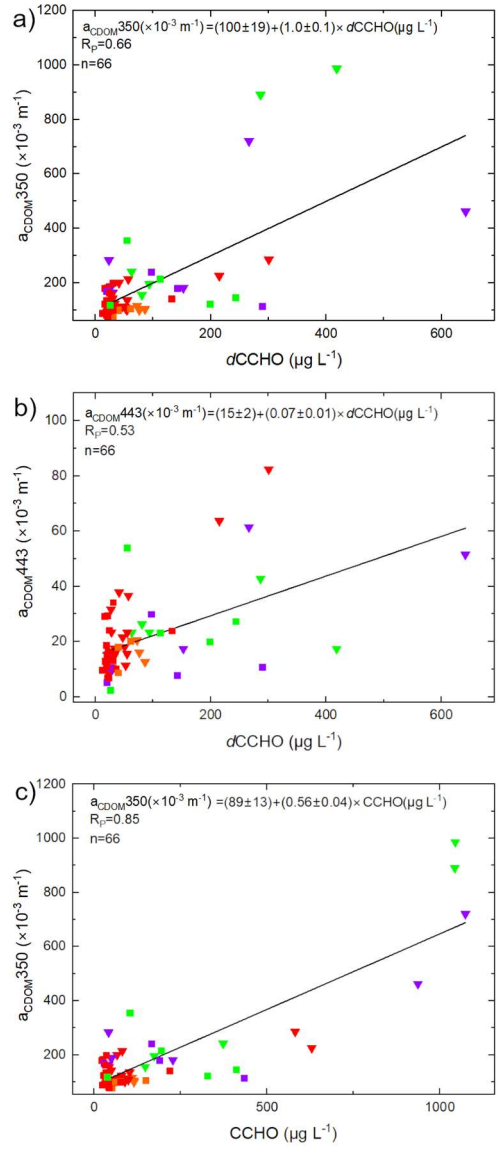 a)
aCDOM350(×10-3 m-1)=(100±19)+(1.0±0.1)×dCCHO(µg L-1)
RP=0.66
n=66
1200
1000
800
600
400
200
aCDOM350 (×10-3 m-1)
0
200
400
600
dCCHO (µg L-1)
b)
aCDOM443(×10-3 m-1)=(15±2)+(0.07±0.01)×dCCHO(µg L-1)
RP=0.53
n=66
100
80
60
40
20
0
aCDOM443 (×10-3 m-1)
0
200
400
600
dCCHO (µg L-1)
c)
aCDOM350(×10-3 m-1) =(89±13)+(0.56±0.04)×CCHO(µg L-1)
RP=0.85
n=66
1200
1000
800
600
400
200
aCDOM350 (×10-3 m-1)
0
500
1000
CCHO (µg L-1)